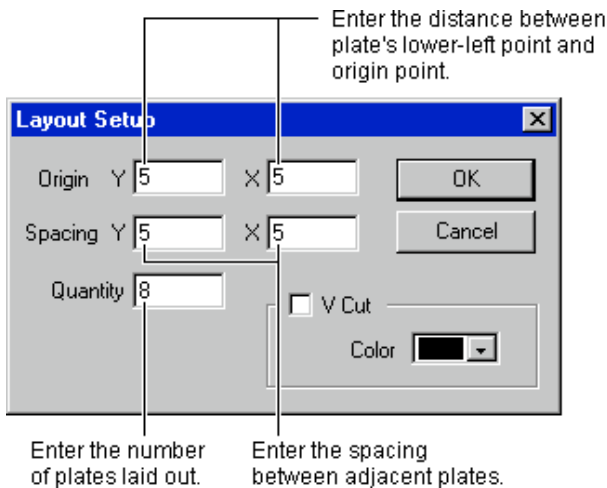 Enter the distance between
plate's lower-left point and
origin point.
Layout Setup
Origin Y 5 X 5 OK
Spacing Y 5 X 5 Cancel
Quantity 8
V Cut
Color
Enter the number
of plates laid out.
Enter the spacing
between adjacent plates.